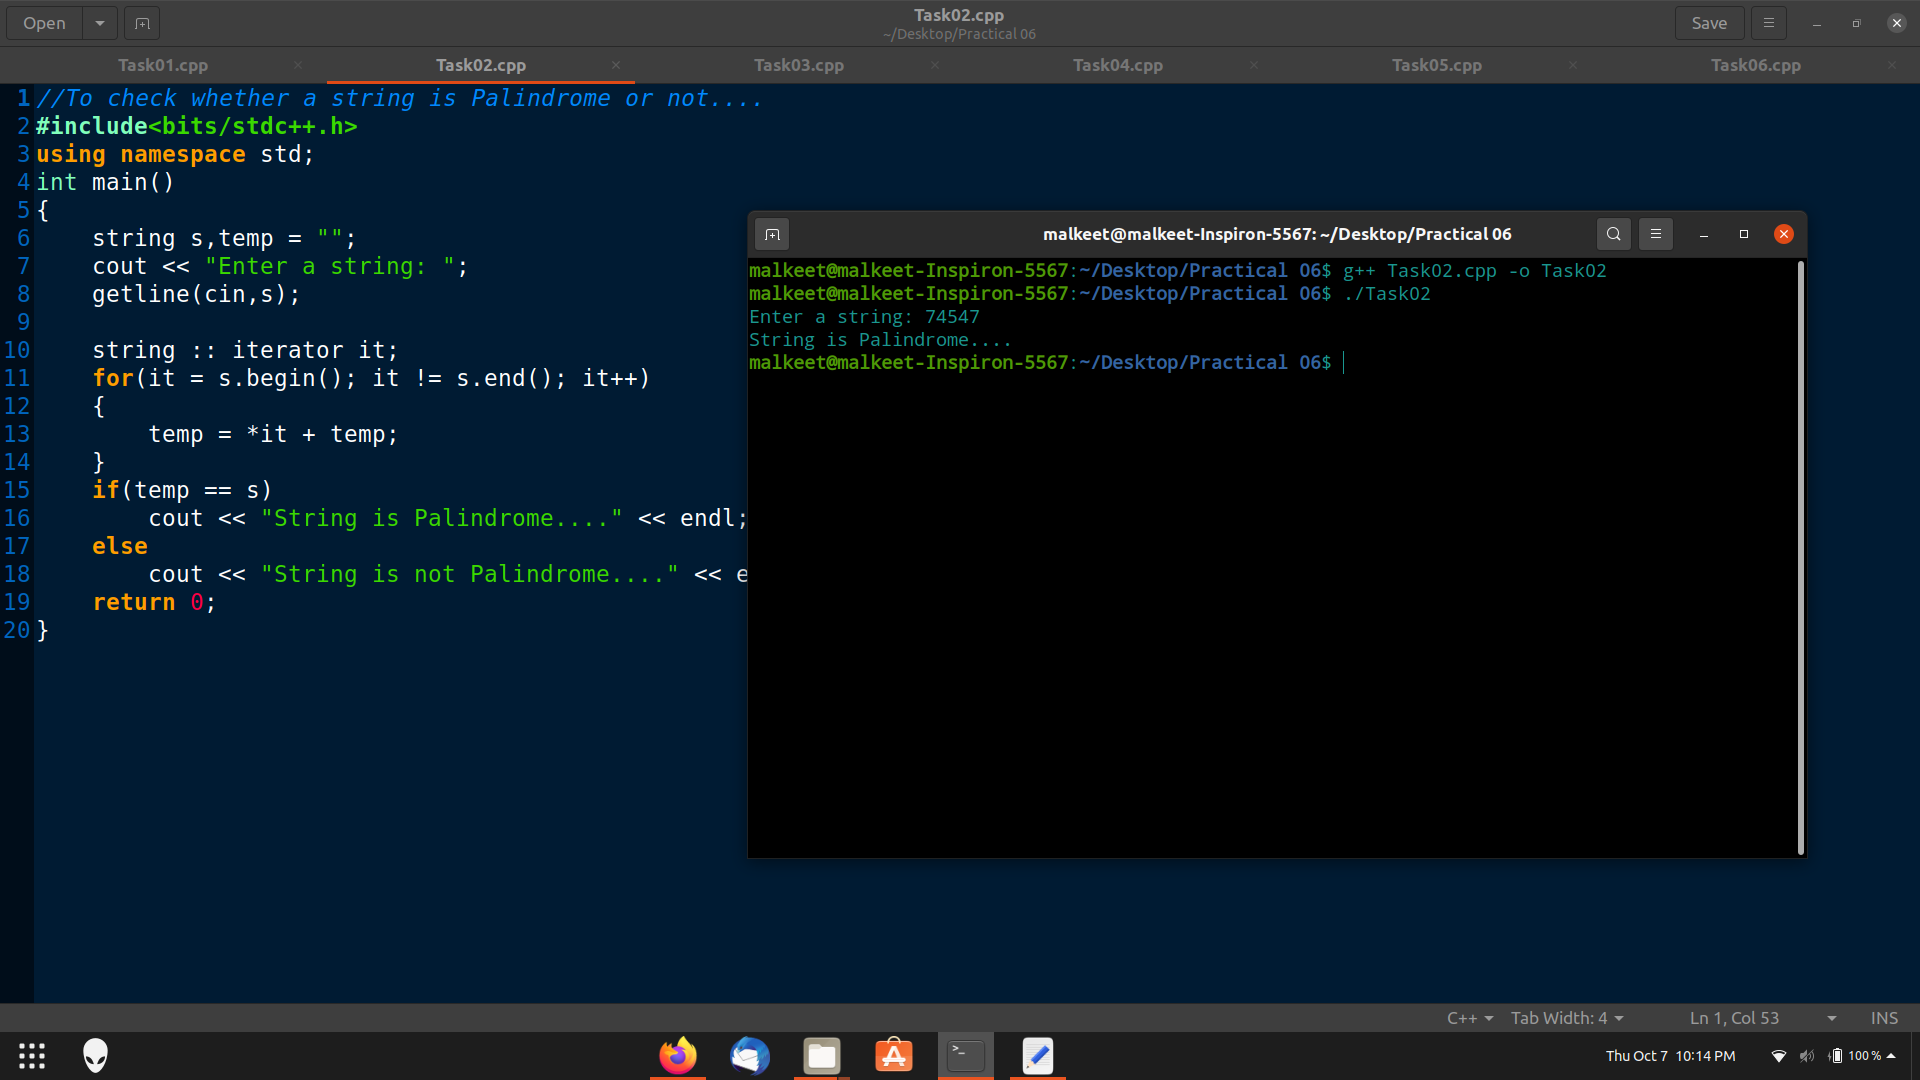 Open
Task02.cpp
~/Desktop/Practical 06
Save
Task01.cpp
Task02.cpp
Task03.cpp
Task04.cpp
Task05.cpp
Task06.cpp
1 //To check whether a string is Palindrome or not....
2 #include<bits/stdc++.h>
3 using namespace std;
4 int main()
5 {
6     string s,temp = "";
7     cout << "Enter a string: ";
8     getline(cin,s);
9
10     string :: iterator it;
11     for(it = s.begin(); it != s.end(); it++)
12     {
13         temp = *it + temp;
14     }
15     if(temp == s)
16         cout << "String is Palindrome...." << endl;
17     else
18         cout << "String is not Palindrome...." << e
19     return 0;
20 }
malkeet@malkeet-Inspiron-5567: ~/Desktop/Practical 06
malkeet@malkeet-Inspiron-5567:~/Desktop/Practical 06$ g++ Task02.cpp -o Task02
malkeet@malkeet-Inspiron-5567:~/Desktop/Practical 06$ ./Task02
Enter a string: 74547
String is Palindrome....
malkeet@malkeet-Inspiron-5567:~/Desktop/Practical 06$
C++
Tab Width: 4
Ln 1, Col 53
INS
Thu Oct 7 10:14 PM
100 %